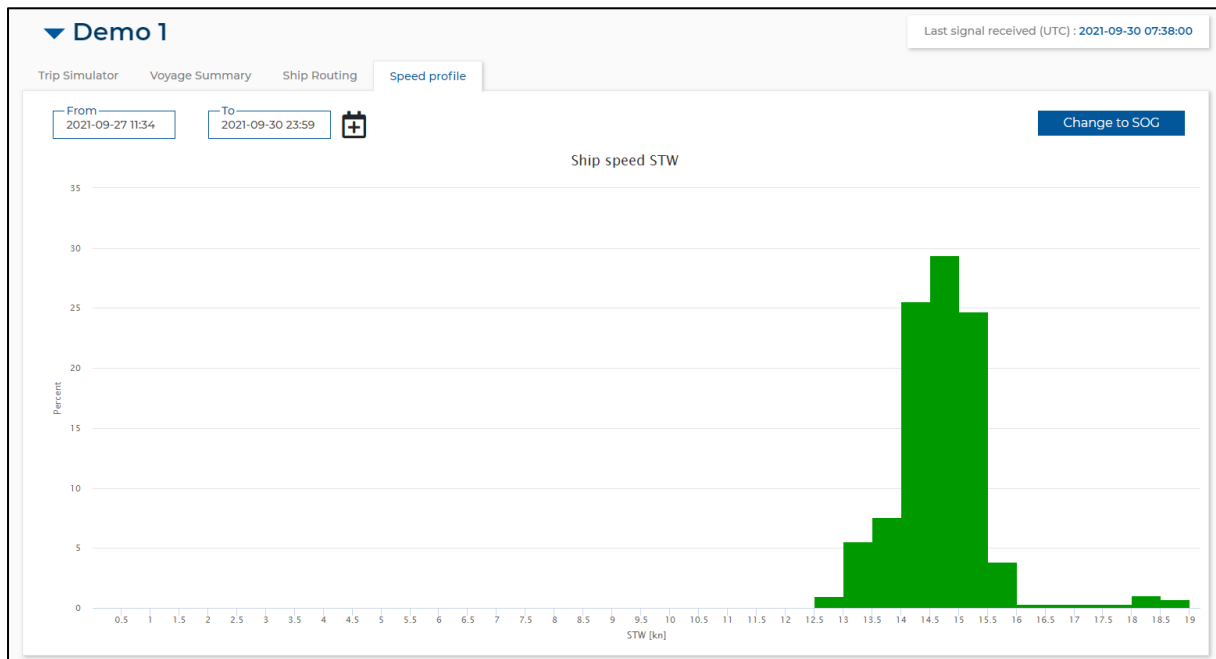 Demo 1
Last signal received (UTC) : 2021-09-30 07:38:00
Trip Simulator Voyage Summary Ship Routing Speed profile
From To
2021-09-27 11:34 2021-09-30 23:59
Change to SOG
Ship speed STW
35
30
25
20
Percent
15
10
5
0
0.5 1 1.5 2 2.5 3 3.5 4 4.5 5 5.5 6 6.5 7 7.5 8 8.5 9 9.5 10 10.5 11 11.5 12 12.5 13 13.5 14 14.5 15 15.5 16 16.5 17 17.5 18 18.5 19
STW [kn]